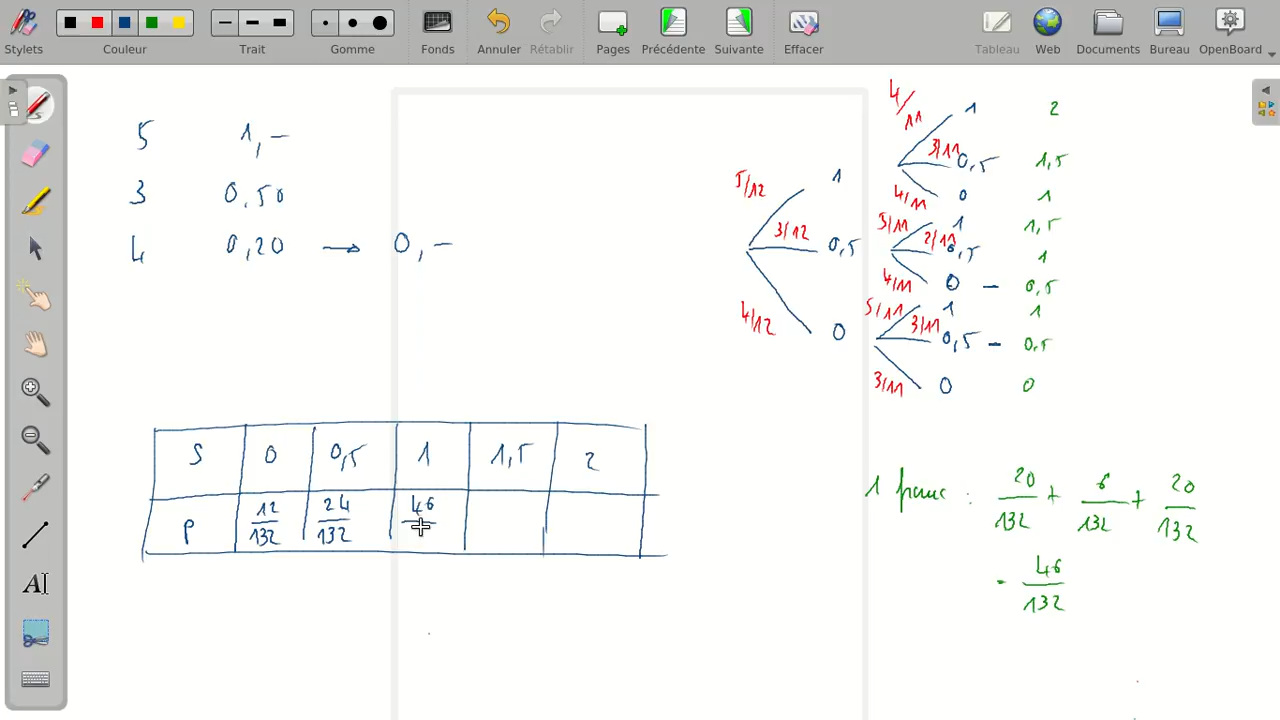 Stylets Couleur Trait Gomme Fonds Annuler Rétablir Pages Précédente Suivante Effacer Tableau Web Documents Bureau OpenBoard
5 1,-
3 0,50
4 0,20 → 0,-
5/12 1
3/12 0,5
4/12 0
4/11 1 2
3/11 0,5 1,5
4/11 0 1
5/11 1 1,5
2/11 0,5 1
4/11 0 - 0,5
5/11 1 1
3/11 0,5 - 0,5
3/11 0 0
S 0 0,5 1 1,5 2
P 12/132 24/132 46
1 franc : 20/132 + 6/132 + 20/132
= 46/132
AI